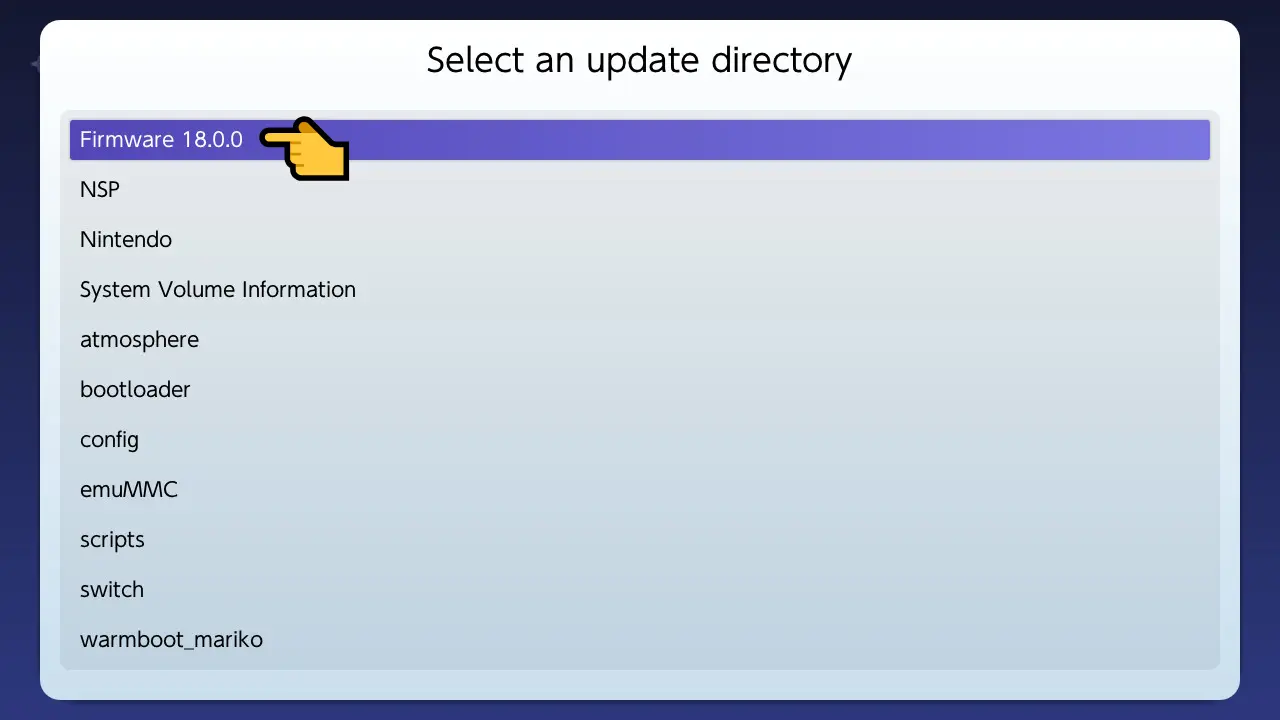 Select an update directory
Firmware 18.0.0
NSP
Nintendo
System Volume Information
atmosphere
bootloader
config
emuMMC
scripts
switch
warmboot_mariko